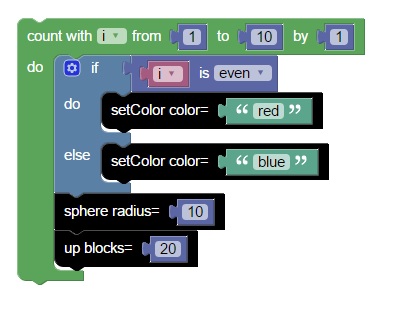 count with i from 1 to 10 by 1
do if i is even
do setColor color= “ red ”
else setColor color= “ blue ”
sphere radius= 10
up blocks= 20